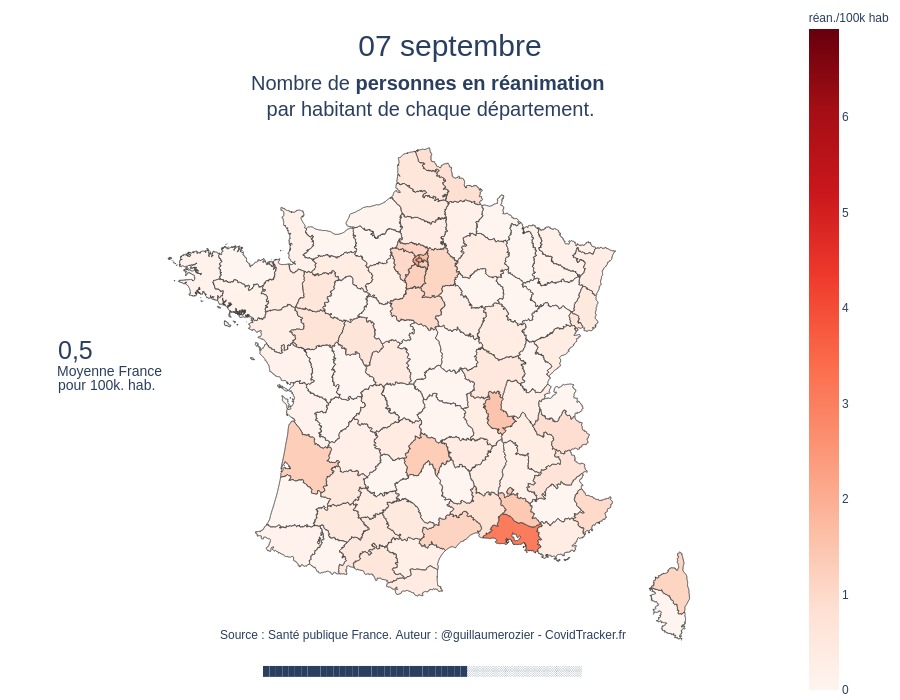 réan./100k hab
07 septembre
Nombre de personnes en réanimation
par habitant de chaque département.
6
5
4
3
2
1
0
0,5
Moyenne France
pour 100k. hab.
Source : Santé publique France. Auteur : @guillaumerozier - CovidTracker.fr